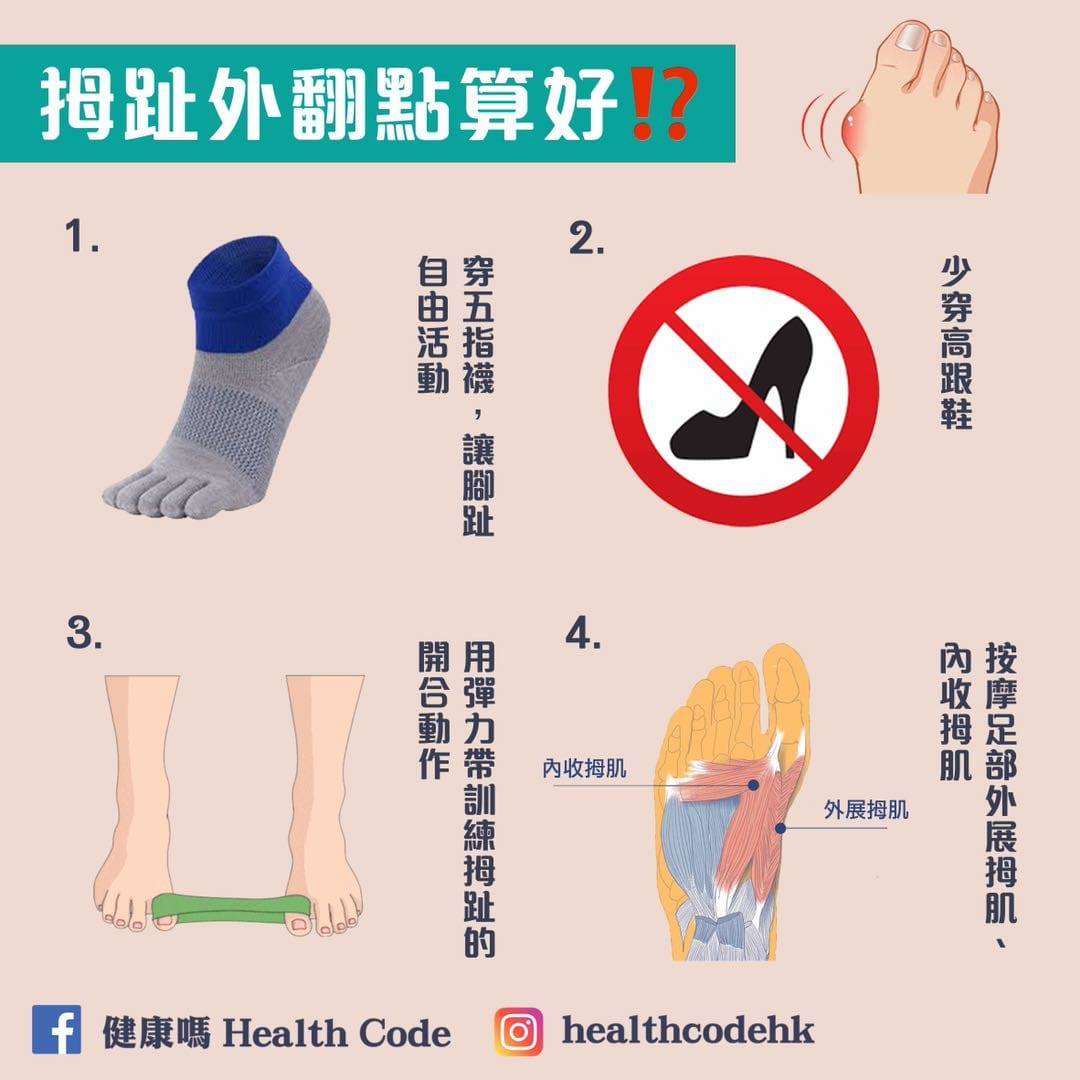 拇趾外翻點算好⁉
1.
穿五指襪，讓腳趾
自由活動
2.
少穿高跟鞋
3.
用彈力帶訓練拇趾的
開合動作
4.
按摩足部外展拇肌、
內收拇肌
內收拇肌
外展拇肌
健康嗎 Health Code
healthcodehk